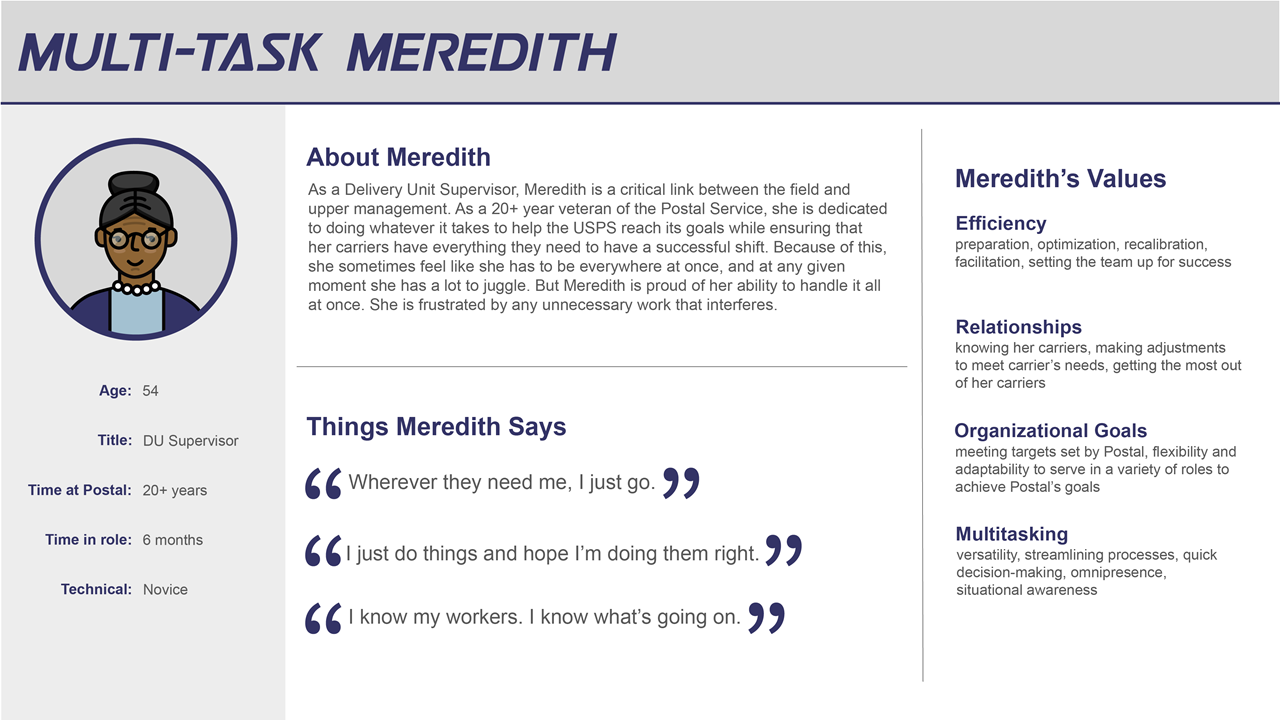 MULTI-TASK MEREDITH
Age: 54
Title: DU Supervisor
Time at Postal: 20+ years
Time in role: 6 months
Technical: Novice
About Meredith
As a Delivery Unit Supervisor, Meredith is a critical link between the field and
upper management. As a 20+ year veteran of the Postal Service, she is dedicated
to doing whatever it takes to help the USPS reach its goals while ensuring that
her carriers have everything they need to have a successful shift. Because of this,
she sometimes feel like she has to be everywhere at once, and at any given
moment she has a lot to juggle. But Meredith is proud of her ability to handle it all
at once. She is frustrated by any unnecessary work that interferes.
Things Meredith Says
“Wherever they need me, I just go.”
“I just do things and hope I’m doing them right.”
“I know my workers. I know what’s going on.”
Meredith’s Values
Efficiency
preparation, optimization, recalibration,
facilitation, setting the team up for success
Relationships
knowing her carriers, making adjustments
to meet carrier’s needs, getting the most out
of her carriers
Organizational Goals
meeting targets set by Postal, flexibility and
adaptability to serve in a variety of roles to
achieve Postal’s goals
Multitasking
versatility, streamlining processes, quick
decision-making, omnipresence,
situational awareness